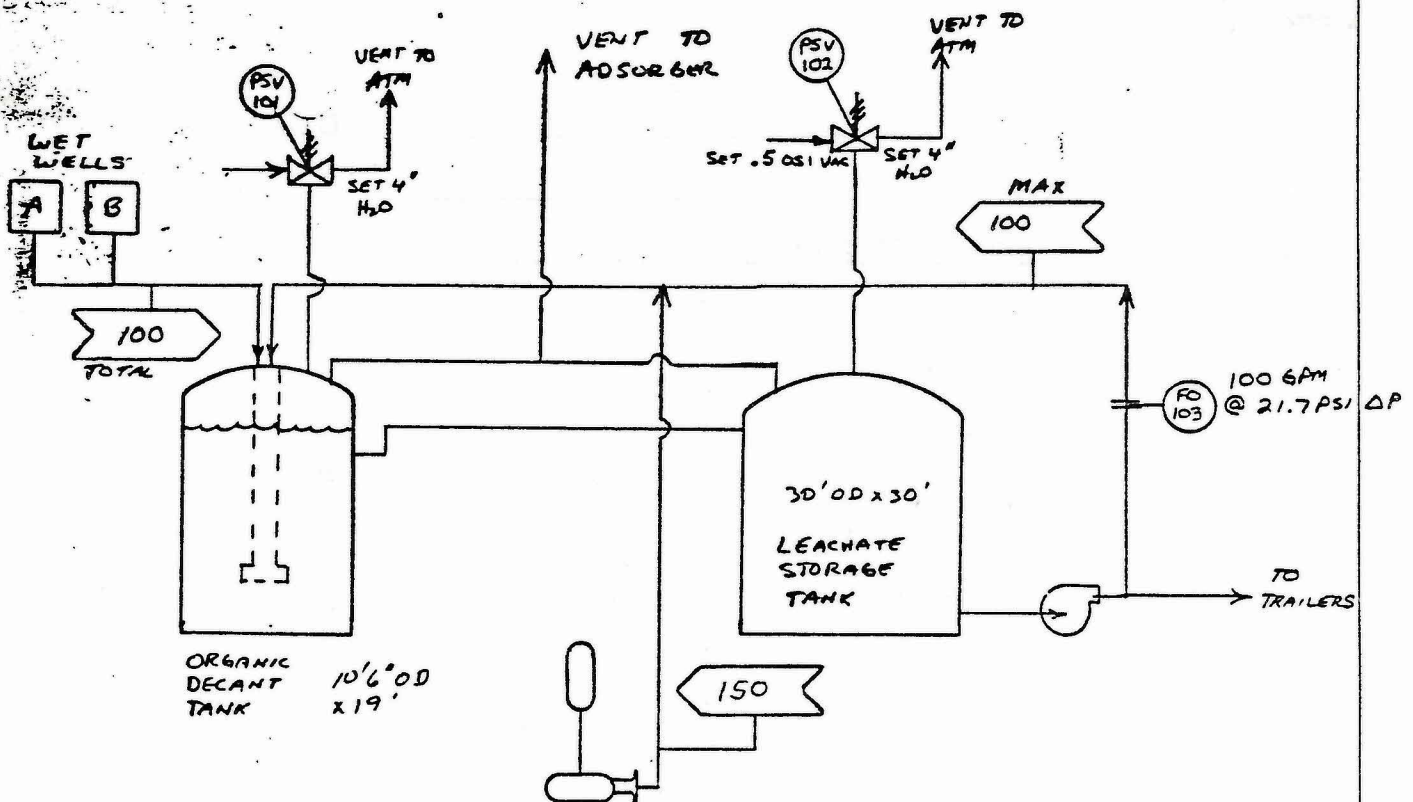 VENT TO
ATM
PSV
101
VENT TO
ADSORBER
PSV
102
VENT TO
ATM
WET
WELLS
A
B
SET 4"
H2O
SET .5 OSI VAC
SET 4"
H2O
MAX
100
100
TOTAL
FO
103
100 GPM
@ 21.7 PSI ΔP
30' OD x 30'
LEACHATE
STORAGE
TANK
TO
TRAILERS
ORGANIC
DECANT
TANK
10'6" OD
x 19'
150